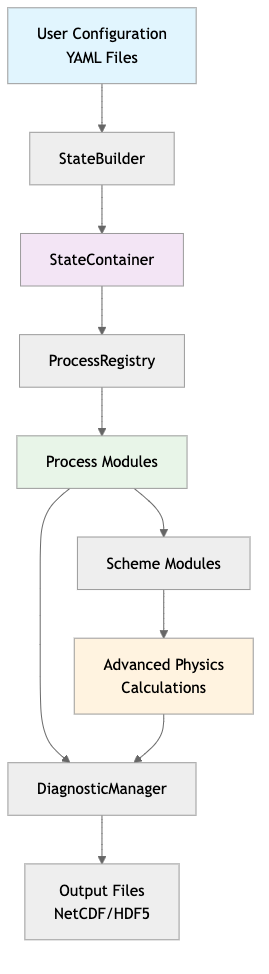 User Configuration
YAML Files
StateBuilder
StateContainer
ProcessRegistry
Process Modules
Scheme Modules
Advanced Physics
Calculations
DiagnosticManager
Output Files
NetCDF/HDF5